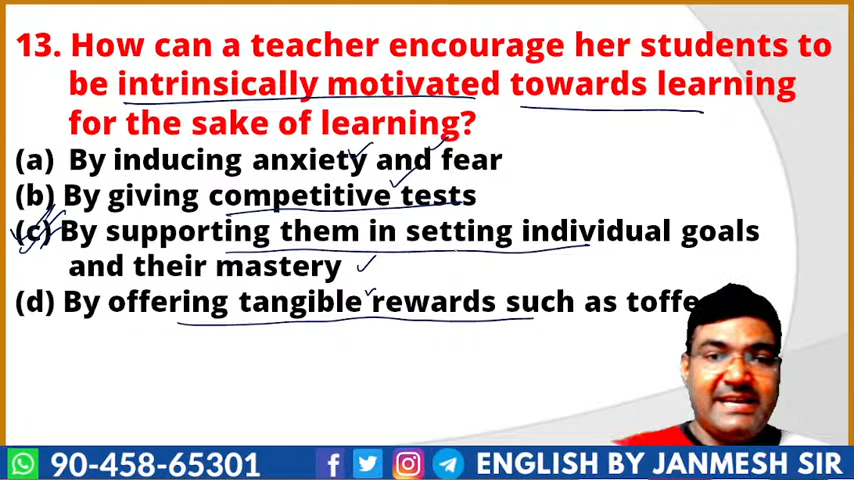 13. How can a teacher encourage her students to
be intrinsically motivated towards learning
for the sake of learning?
(a) By inducing anxiety and fear
(b) By giving competitive tests
(c) By supporting them in setting individual goals
and their mastery
(d) By offering tangible rewards such as
90-458-65301 ENGLISH BY JANMESH SIR